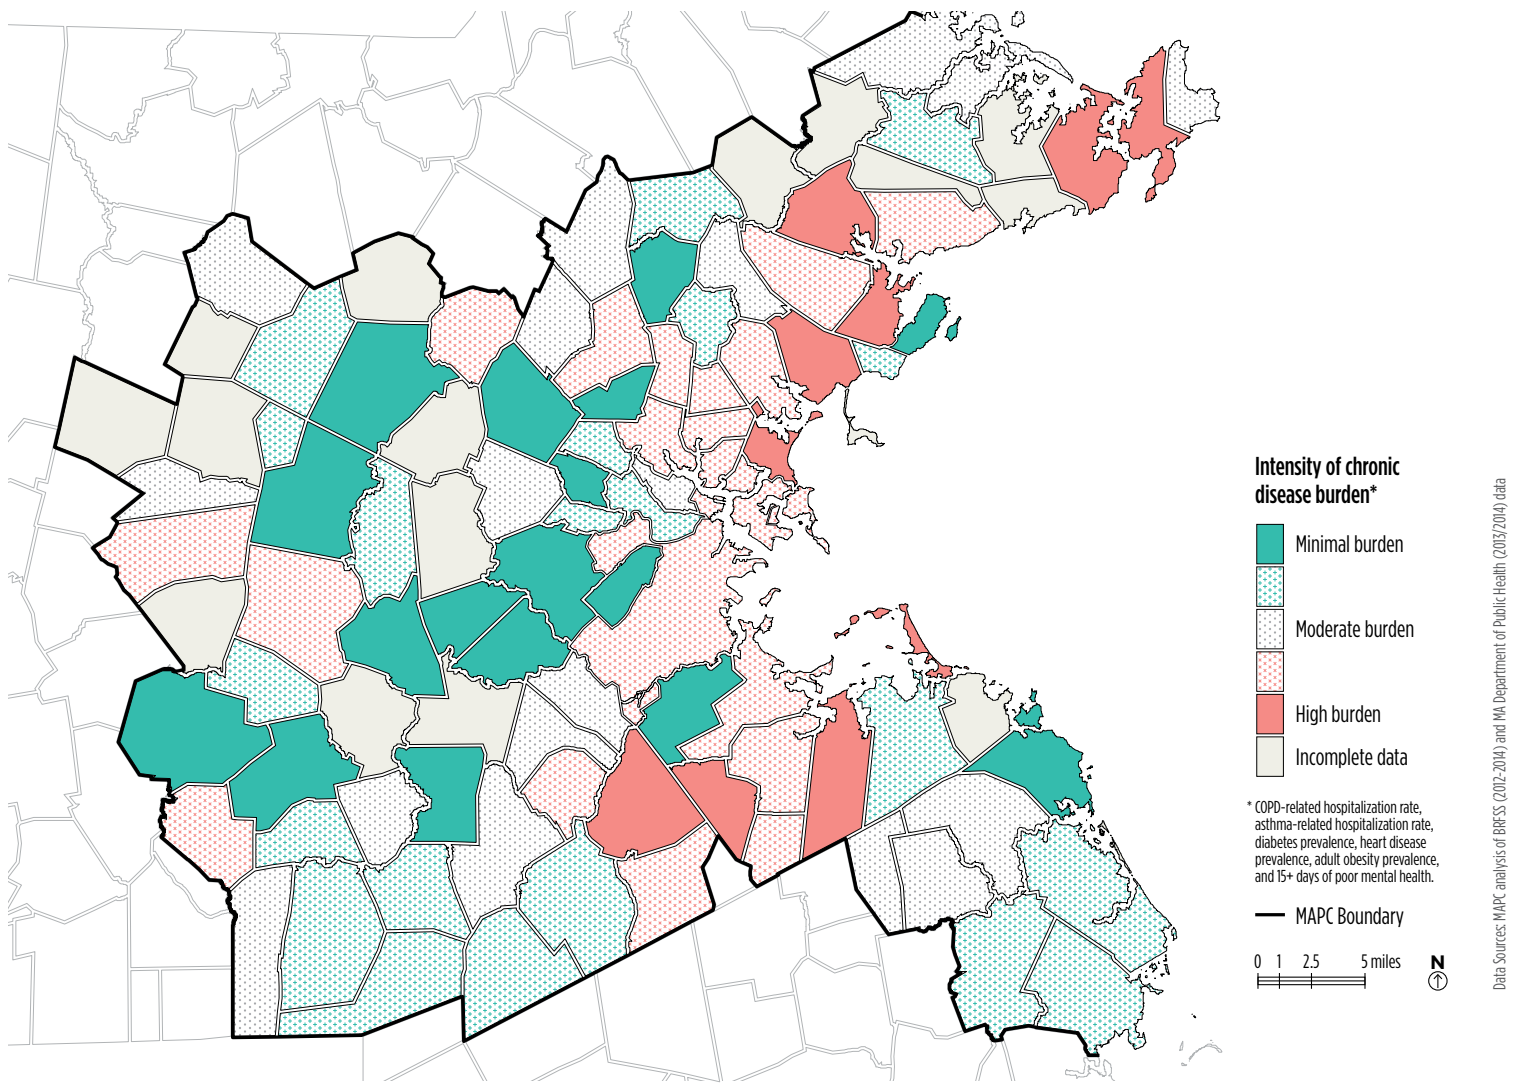 Intensity of chronic
disease burden*
Minimal burden
Moderate burden
High burden
Incomplete data
* COPD-related hospitalization rate,
asthma-related hospitalization rate,
diabetes prevalence, heart disease
prevalence, adult obesity prevalence,
and 15+ days of poor mental health.
MAPC Boundary
0 1 2.5 5 miles
N
Data Sources: MAPC analysis of BRFSS (2012-2014) and MA Department of Public Health (2013/2014) data